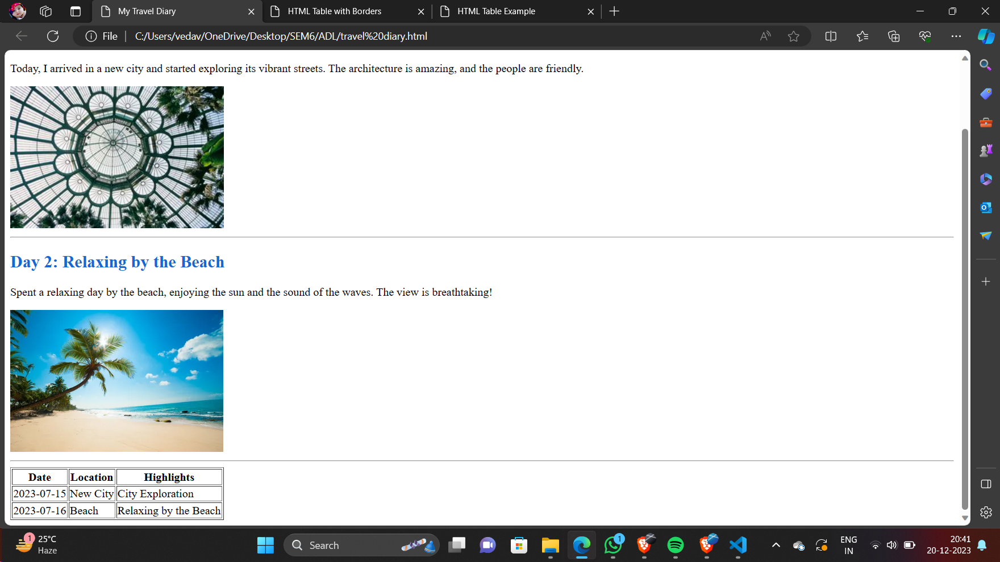 My Travel Diary
HTML Table with Borders
HTML Table Example
File
C:/Users/vedav/OneDrive/Desktop/SEM6/ADL/travel%20diary.html
Today, I arrived in a new city and started exploring its vibrant streets. The architecture is amazing, and the people are friendly.
Day 2: Relaxing by the Beach
Spent a relaxing day by the beach, enjoying the sun and the sound of the waves. The view is breathtaking!
Date Location Highlights
2023-07-15 New City City Exploration
2023-07-16 Beach Relaxing by the Beach
1
25°C
Haze
Search
1
ENG
IN
20:41
20-12-2023